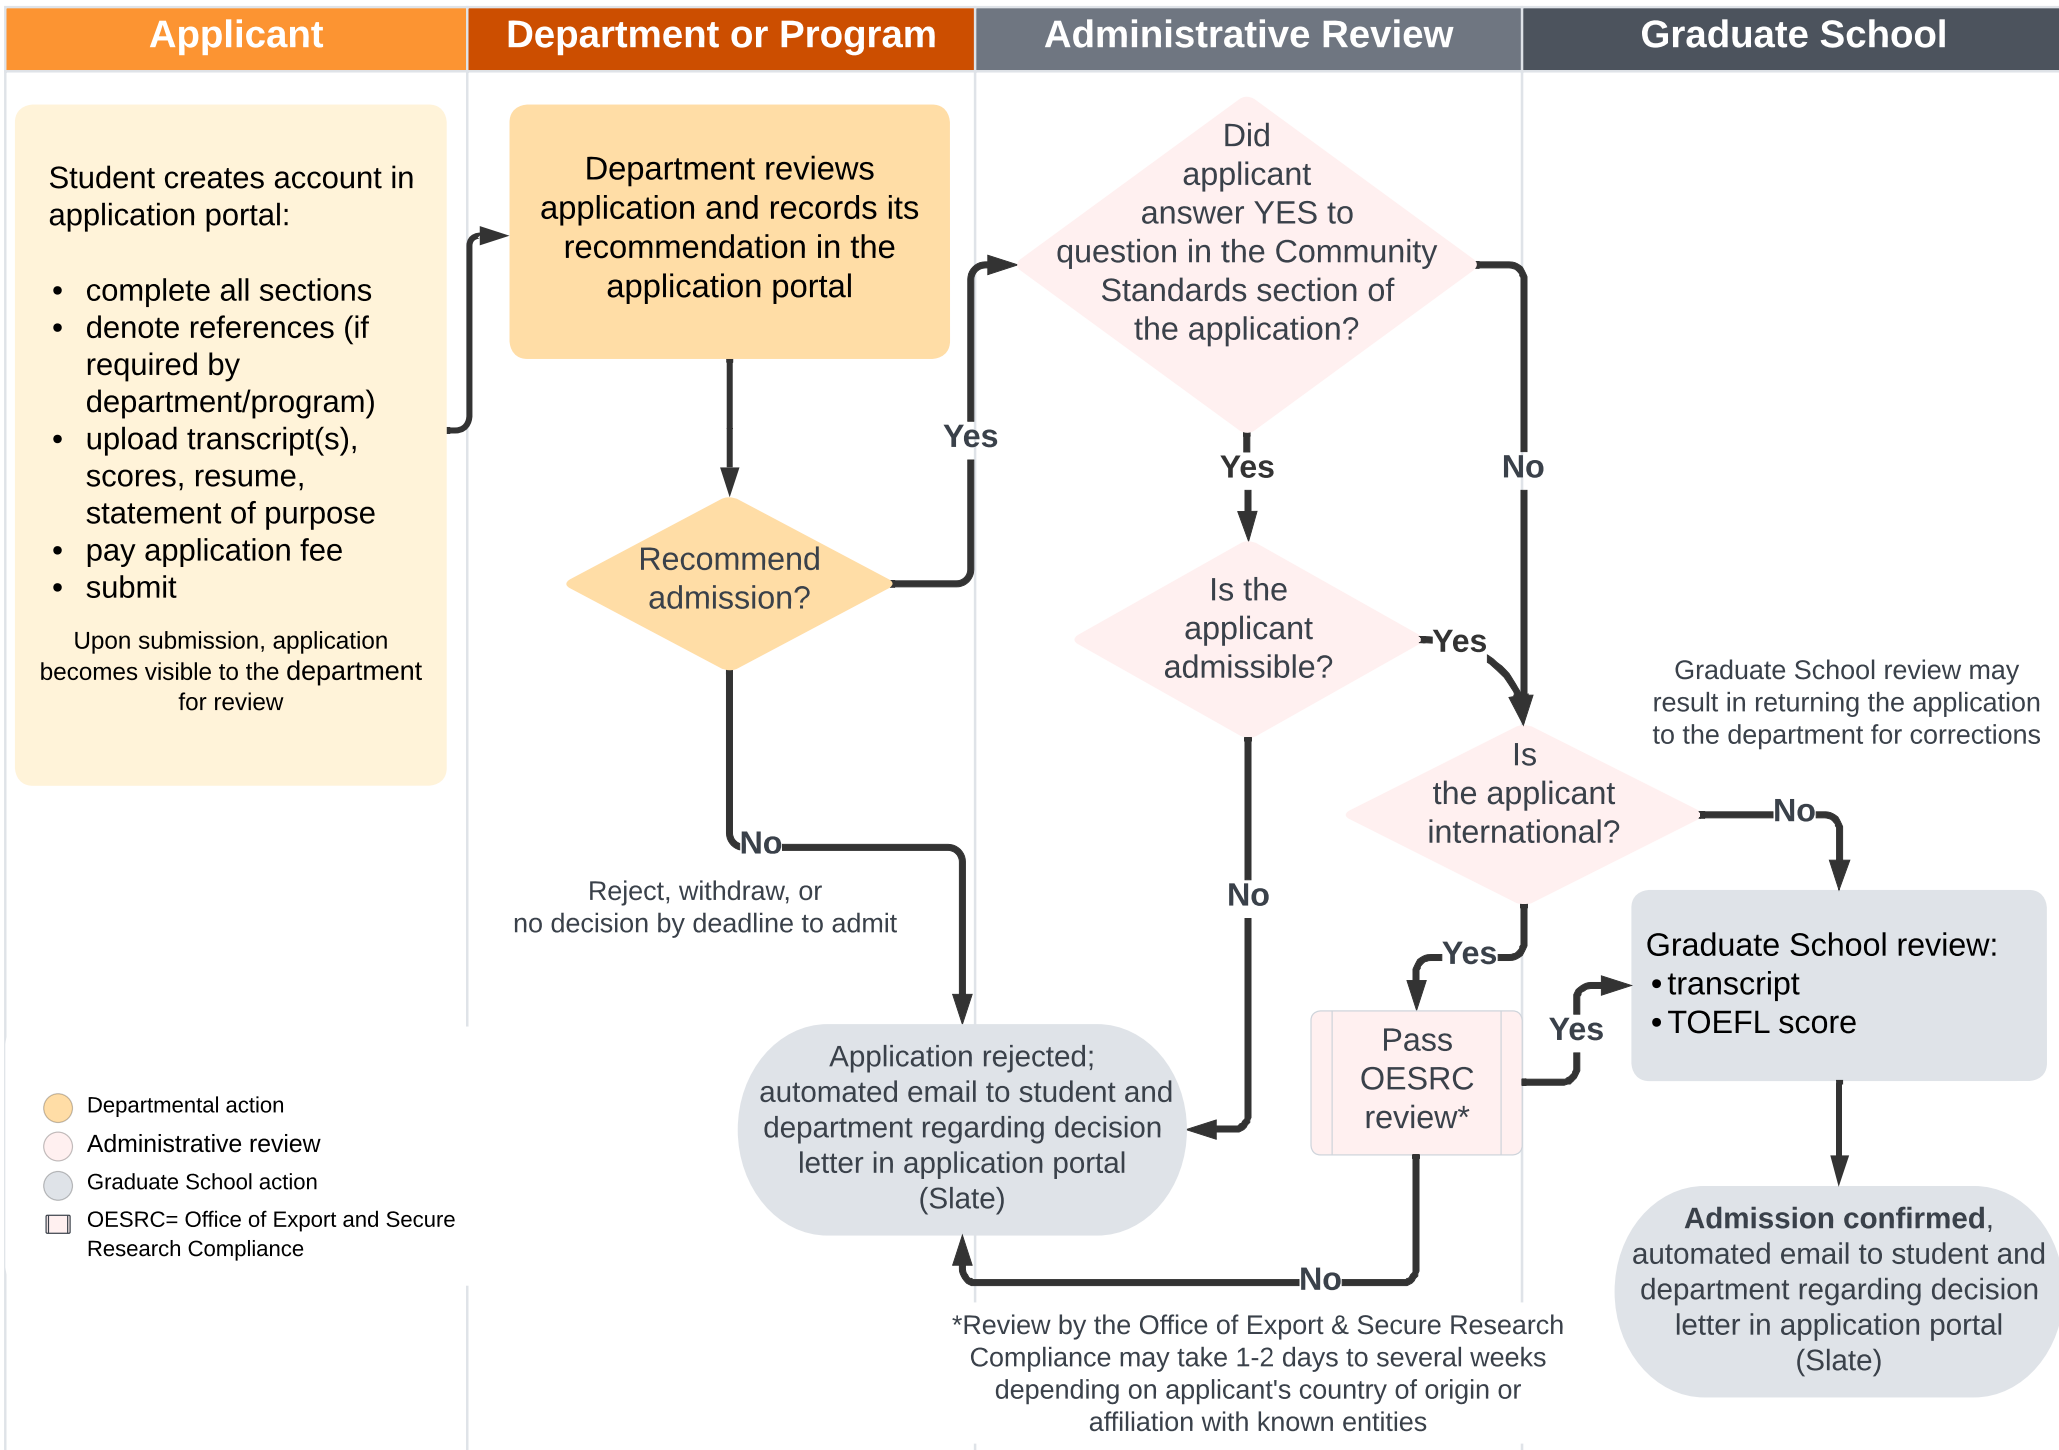 Applicant
Department or Program
Administrative Review
Graduate School
Student creates account in
application portal:
• complete all sections
• denote references (if
required by
department/program)
• upload transcript(s),
scores, resume,
statement of purpose
• pay application fee
• submit
Upon submission, application
becomes visible to the department
for review
Department reviews
application and records its
recommendation in the
application portal
Recommend
admission?
Yes
No
Reject, withdraw, or
no decision by deadline to admit
Did
applicant
answer YES to
question in the Community
Standards section of
the application?
Yes
No
Is the
applicant
admissible?
Yes
No
Is
the applicant
international?
No
Yes
Graduate School review may
result in returning the application
to the department for corrections
Pass
OESRC
review*
Yes
No
Graduate School review:
• transcript
• TOEFL score
Application rejected;
automated email to student and
department regarding decision
letter in application portal
(Slate)
Admission confirmed,
automated email to student and
department regarding decision
letter in application portal
(Slate)
*Review by the Office of Export & Secure Research
Compliance may take 1-2 days to several weeks
depending on applicant's country of origin or
affiliation with known entities
Departmental action
Administrative review
Graduate School action
OESRC= Office of Export and Secure
Research Compliance